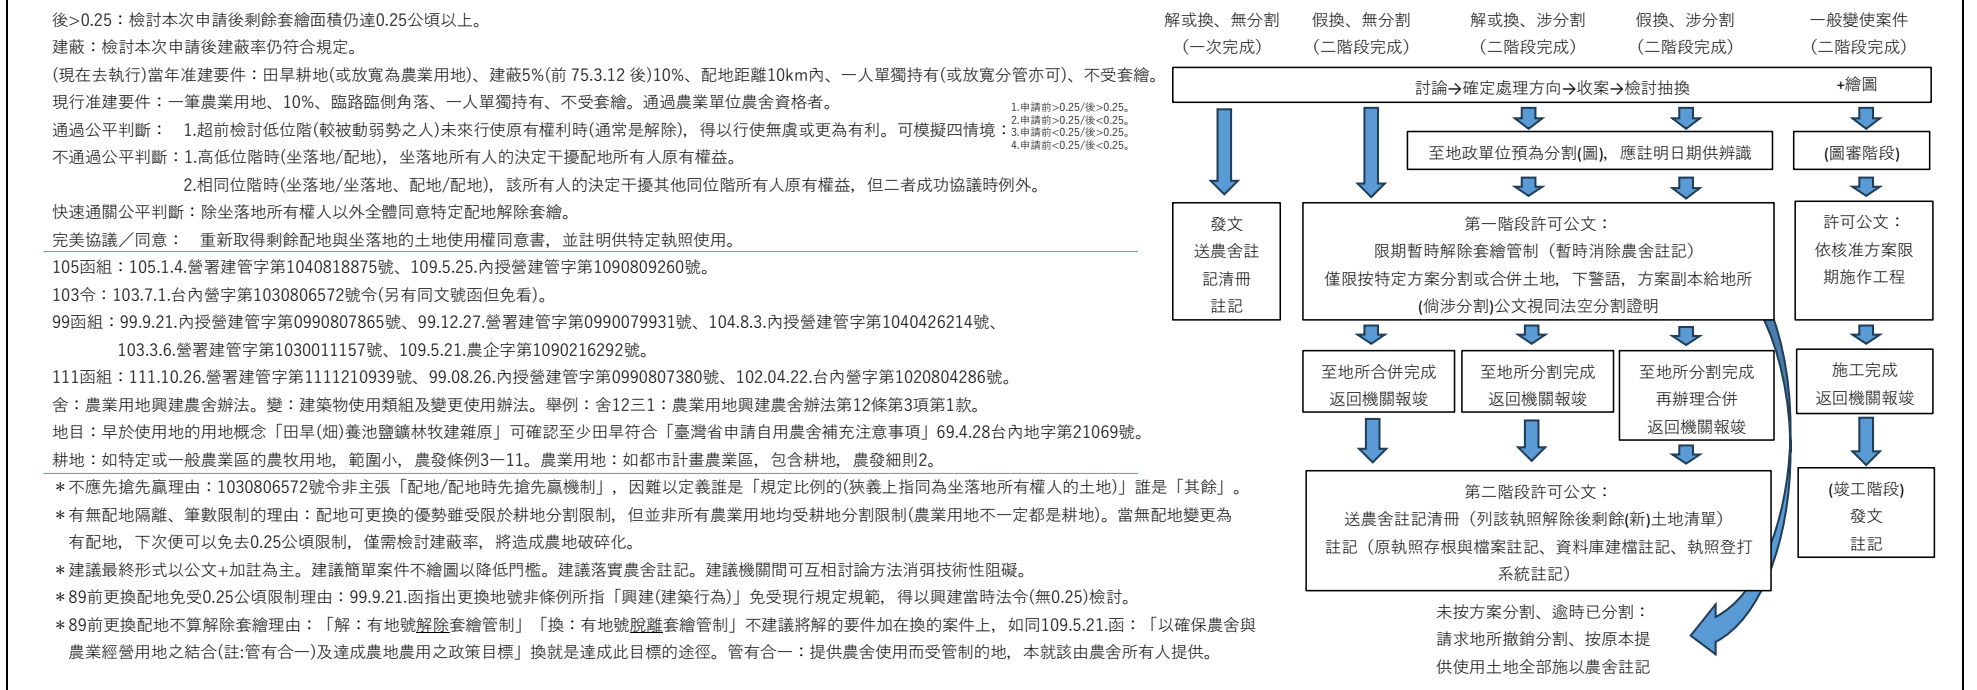 後>0.25：檢討本次申請後剩餘套繪面積仍達0.25公頃以上。
建蔽：檢討本次申請後建蔽率仍符合規定。
(現在去執行)當年准建要件：田旱耕地(或放寬為農業用地)、建蔽5%(前 75.3.12 後)10%、配地距離10km內、一人單獨持有(或放寬分管亦可)、不受套繪。
現行准建要件：一筆農業用地、10%、臨路臨側角落、一人單獨持有、不受套繪。通過農業單位農舍資格者。
通過公平判斷： 1.超前檢討低位階(較被動弱勢之人)未來行使原有權利時(通常是解除)，得以行使無虞或更為有利。可模擬四情境：
1.申請前>0.25/後>0.25。
2.申請前>0.25/後<0.25。
3.申請前<0.25/後>0.25。
4.申請前<0.25/後<0.25。
不通過公平判斷：1.高低位階時(坐落地/配地)，坐落地所有人的決定干擾配地所有人原有權益。
2.相同位階時(坐落地/坐落地、配地/配地)，該所有人的決定干擾其他同位階所有人原有權益，但二者成功協議時例外。
快速通關公平判斷：除坐落地所有權人以外全體同意特定配地解除套繪。
完美協議／同意： 重新取得剩餘配地與坐落地的土地使用權同意書，並註明供特定執照使用。
105函組：105.1.4.營署建管字第1040818875號、109.5.25.內授營建管字第1090809260號。
103令：103.7.1.台內營字第1030806572號令(另有同文號函但免看)。
99函組：99.9.21.內授營建管字第0990807865號、99.12.27.營署建管字第0990079931號、104.8.3.內授營建管字第1040426214號、
103.3.6.營署建管字第1030011157號、109.5.21.農企字第1090216292號。
111函組：111.10.26.營署建管字第1111210939號、99.08.26.內授營建管字第0990807380號、102.04.22.台內營字第1020804286號。
舍：農業用地興建農舍辦法。變：建築物使用類組及變更使用辦法。舉例：舍12三1：農業用地興建農舍辦法第12條第3項第1款。
地目：早於使用地的用地概念「田旱(畑)養池鹽鑛林牧建雜原」可確認至少田旱符合「臺灣省申請自用農舍補充注意事項」69.4.28台內地字第21069號。
耕地：如特定或一般農業區的農牧用地，範圍小，農發條例3—11。農業用地：如都市計畫農業區，包含耕地，農發細則2。
＊不應先搶先贏理由：1030806572號令非主張「配地/配地時先搶先贏機制」，因難以定義誰是「規定比例的(狹義上指同為坐落地所有權人的土地)」誰是「其餘」。
＊有無配地隔離、筆數限制的理由：配地可更換的優勢雖受限於耕地分割限制，但並非所有農業用地均受耕地分割限制(農業用地不一定都是耕地)。當無配地變更為
有配地，下次便可以免去0.25公頃限制，僅需檢討建蔽率，將造成農地破碎化。
＊建議最終形式以公文+加註為主。建議簡單案件不繪圖以降低門檻。建議落實農舍註記。建議機關間可互相討論方法消弭技術性阻礙。
＊89前更換配地免受0.25公頃限制理由：99.9.21.函指出更換地號非條例所指「興建(建築行為)」免受現行規定規範，得以興建當時法令(無0.25)檢討。
＊89前更換配地不算解除套繪理由：「解：有地號解除套繪管制」「換：有地號脫離套繪管制」不建議將解的要件加在換的案件上，如同109.5.21.函：「以確保農舍與
農業經營用地之結合(註:管有合一)及達成農地農用之政策目標」換就是達成此目標的途徑。管有合一：提供農舍使用而受管制的地，本就該由農舍所有人提供。
解或換、無分割
（一次完成）
假換、無分割
（二階段完成）
解或換、涉分割
（二階段完成）
假換、涉分割
（二階段完成）
一般變使案件
（二階段完成）
討論→確定處理方向→收案→檢討抽換
+繪圖
至地政單位預為分割(圖)，應註明日期供辨識
(圖審階段)
發文
送農舍註
記清冊
註記
第一階段許可公文：
限期暫時解除套繪管制（暫時消除農舍註記）
僅限按特定方案分割或合併土地，下警語，方案副本給地所
(倘涉分割)公文視同法空分割證明
許可公文：
依核准方案限
期施作工程
至地所合併完成
返回機關報竣
至地所分割完成
返回機關報竣
至地所分割完成
再辦理合併
返回機關報竣
施工完成
返回機關報竣
第二階段許可公文：
送農舍註記清冊（列該執照解除後剩餘(新)土地清單）
註記（原執照存根與檔案註記、資料庫建檔註記、執照登打
系統註記）
(竣工階段)
發文
註記
未按方案分割、逾時已分割：
請求地所撤銷分割、按原本提
供使用土地全部施以農舍註記